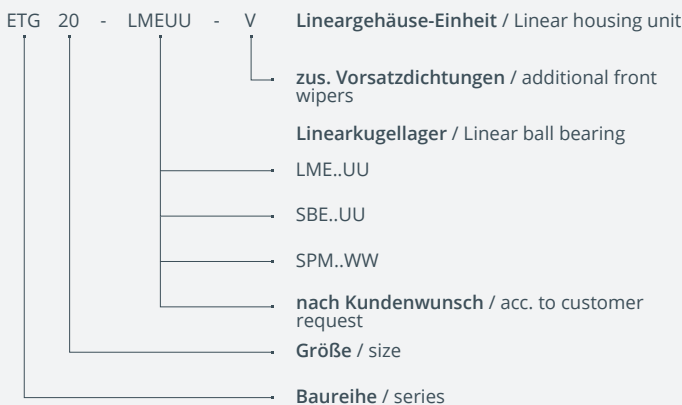 ETG 20 - LMEUU - V Lineargehäuse-Einheit / Linear housing unit
zus. Vorsatzdichtungen / additional front
wipers
Linearkugellager / Linear ball bearing
LME..UU
SBE..UU
SPM..WW
nach Kundenwunsch / acc. to customer
request
Größe / size
Baureihe / series